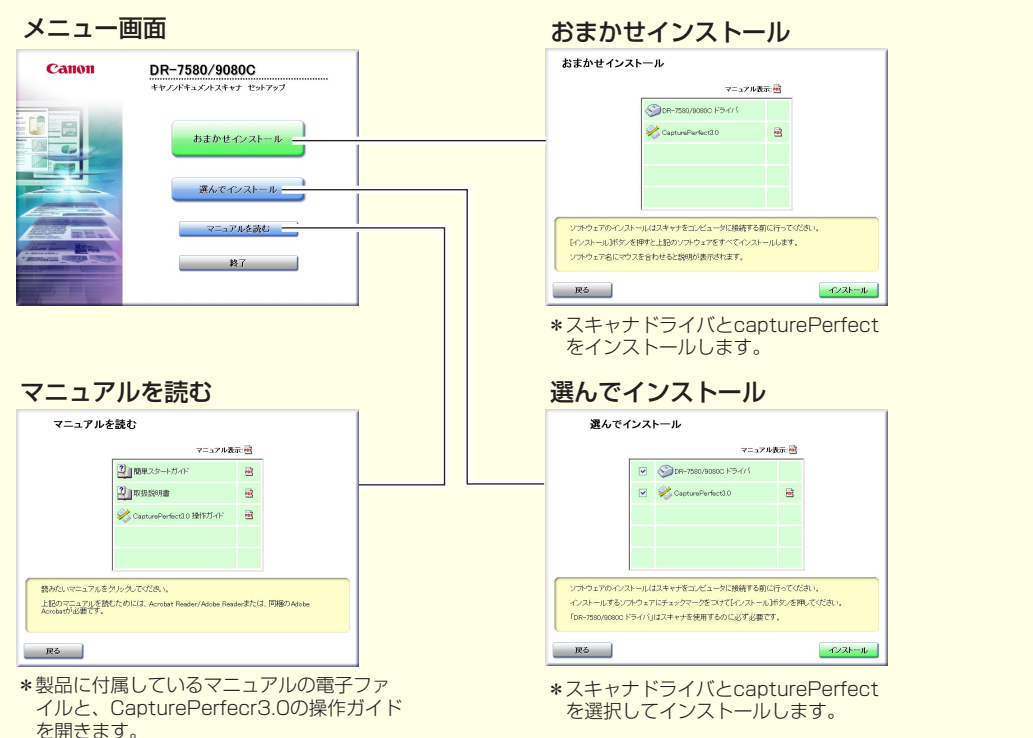 メニュー画面
Canon
DR-7580/9080C
キヤノンドキュメントスキャナ セットアップ
おまかせインストール
選んでインストール
マニュアルを読む
終了
おまかせインストール
おまかせインストール
マニュアル表示:
DR-7580/9080C ドライバ
CapturePerfect3.0
ソフトウェアのインストールはスキャナをコンピュータに接続する前に行ってください。
[インストール]ボタンを押すと上記のソフトウェアをすべてインストールします。
ソフトウェア名にマウスを合わせると説明が表示されます。
戻る
インストール
＊スキャナドライバとcapturePerfect
をインストールします。
マニュアルを読む
マニュアルを読む
マニュアル表示:
簡単スタートガイド
取扱説明書
CapturePerfect3.0 操作ガイド
読みたいマニュアルをクリックしてください。
上記のマニュアルを読むためには、Acrobat Reader/Adobe Readerまたは、同梱のAdobe
Acrobatが必要です。
戻る
＊製品に付属しているマニュアルの電子ファ
イルと、CapturePerfecr3.0の操作ガイド
を開きます。
選んでインストール
選んでインストール
マニュアル表示:
DR-7580/9080C ドライバ
CapturePerfect3.0
ソフトウェアのインストールはスキャナをコンピュータに接続する前に行ってください。
インストールするソフトウェアにチェックマークをつけて[インストール]ボタンを押してください。
「DR-7580/9080C ドライバ」はスキャナを使用するのに必ず必要です。
戻る
インストール
＊スキャナドライバとcapturePerfect
を選択してインストールします。